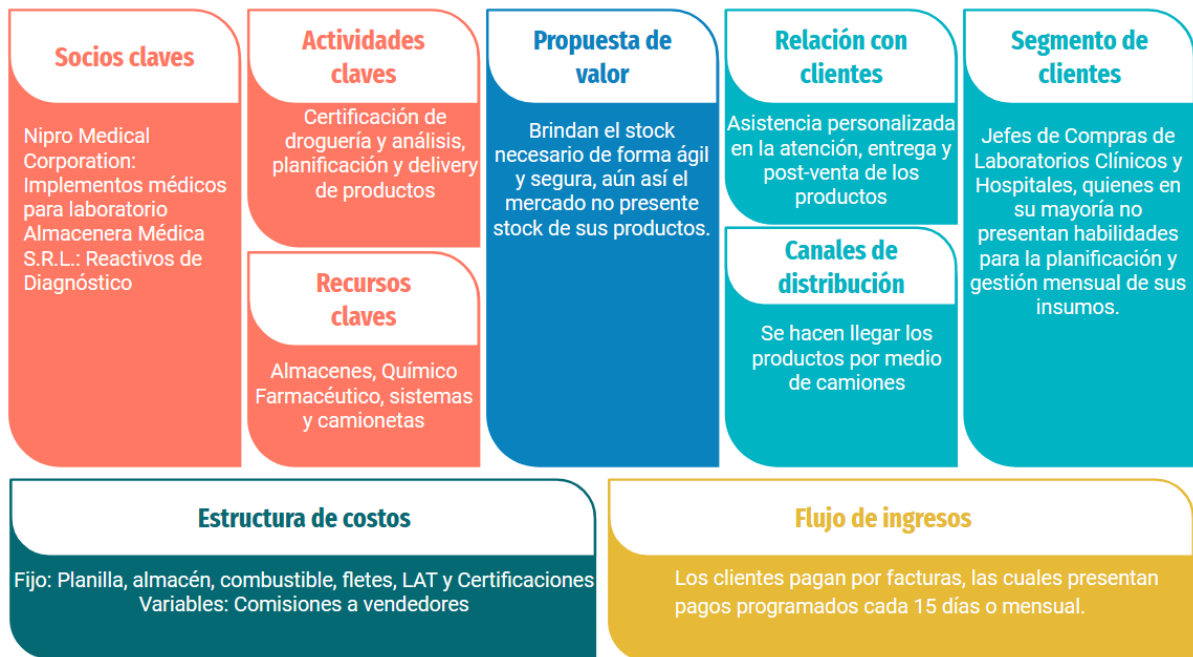 Socios claves
Nipro Medical
Corporation:
Implementos médicos
para laboratorio
Almacenera Médica
S.R.L.: Reactivos de
Diagnóstico
Actividades
claves
Certificación de
droguería y análisis,
planificación y delivery
de productos
Recursos
claves
Almacenes, Químico
Farmacéutico, sistemas
y camionetas
Propuesta de
valor
Brindan el stock
necesario de forma ágil
y segura, aún así el
mercado no presente
stock de sus productos.
Relación con
clientes
Asistencia personalizada
en la atención, entrega y
post-venta de los
productos
Canales de
distribución
Se hacen llegar los
productos por medio
de camiones
Segmento de
clientes
Jefes de Compras de
Laboratorios Clínicos y
Hospitales, quienes en
su mayoría no
presentan habilidades
para la planificación y
gestión mensual de sus
insumos.
Estructura de costos
Fijo: Planilla, almacén, combustible, fletes, LAT y Certificaciones
Variables: Comisiones a vendedores
Flujo de ingresos
Los clientes pagan por facturas, las cuales presentan
pagos programados cada 15 días o mensual.